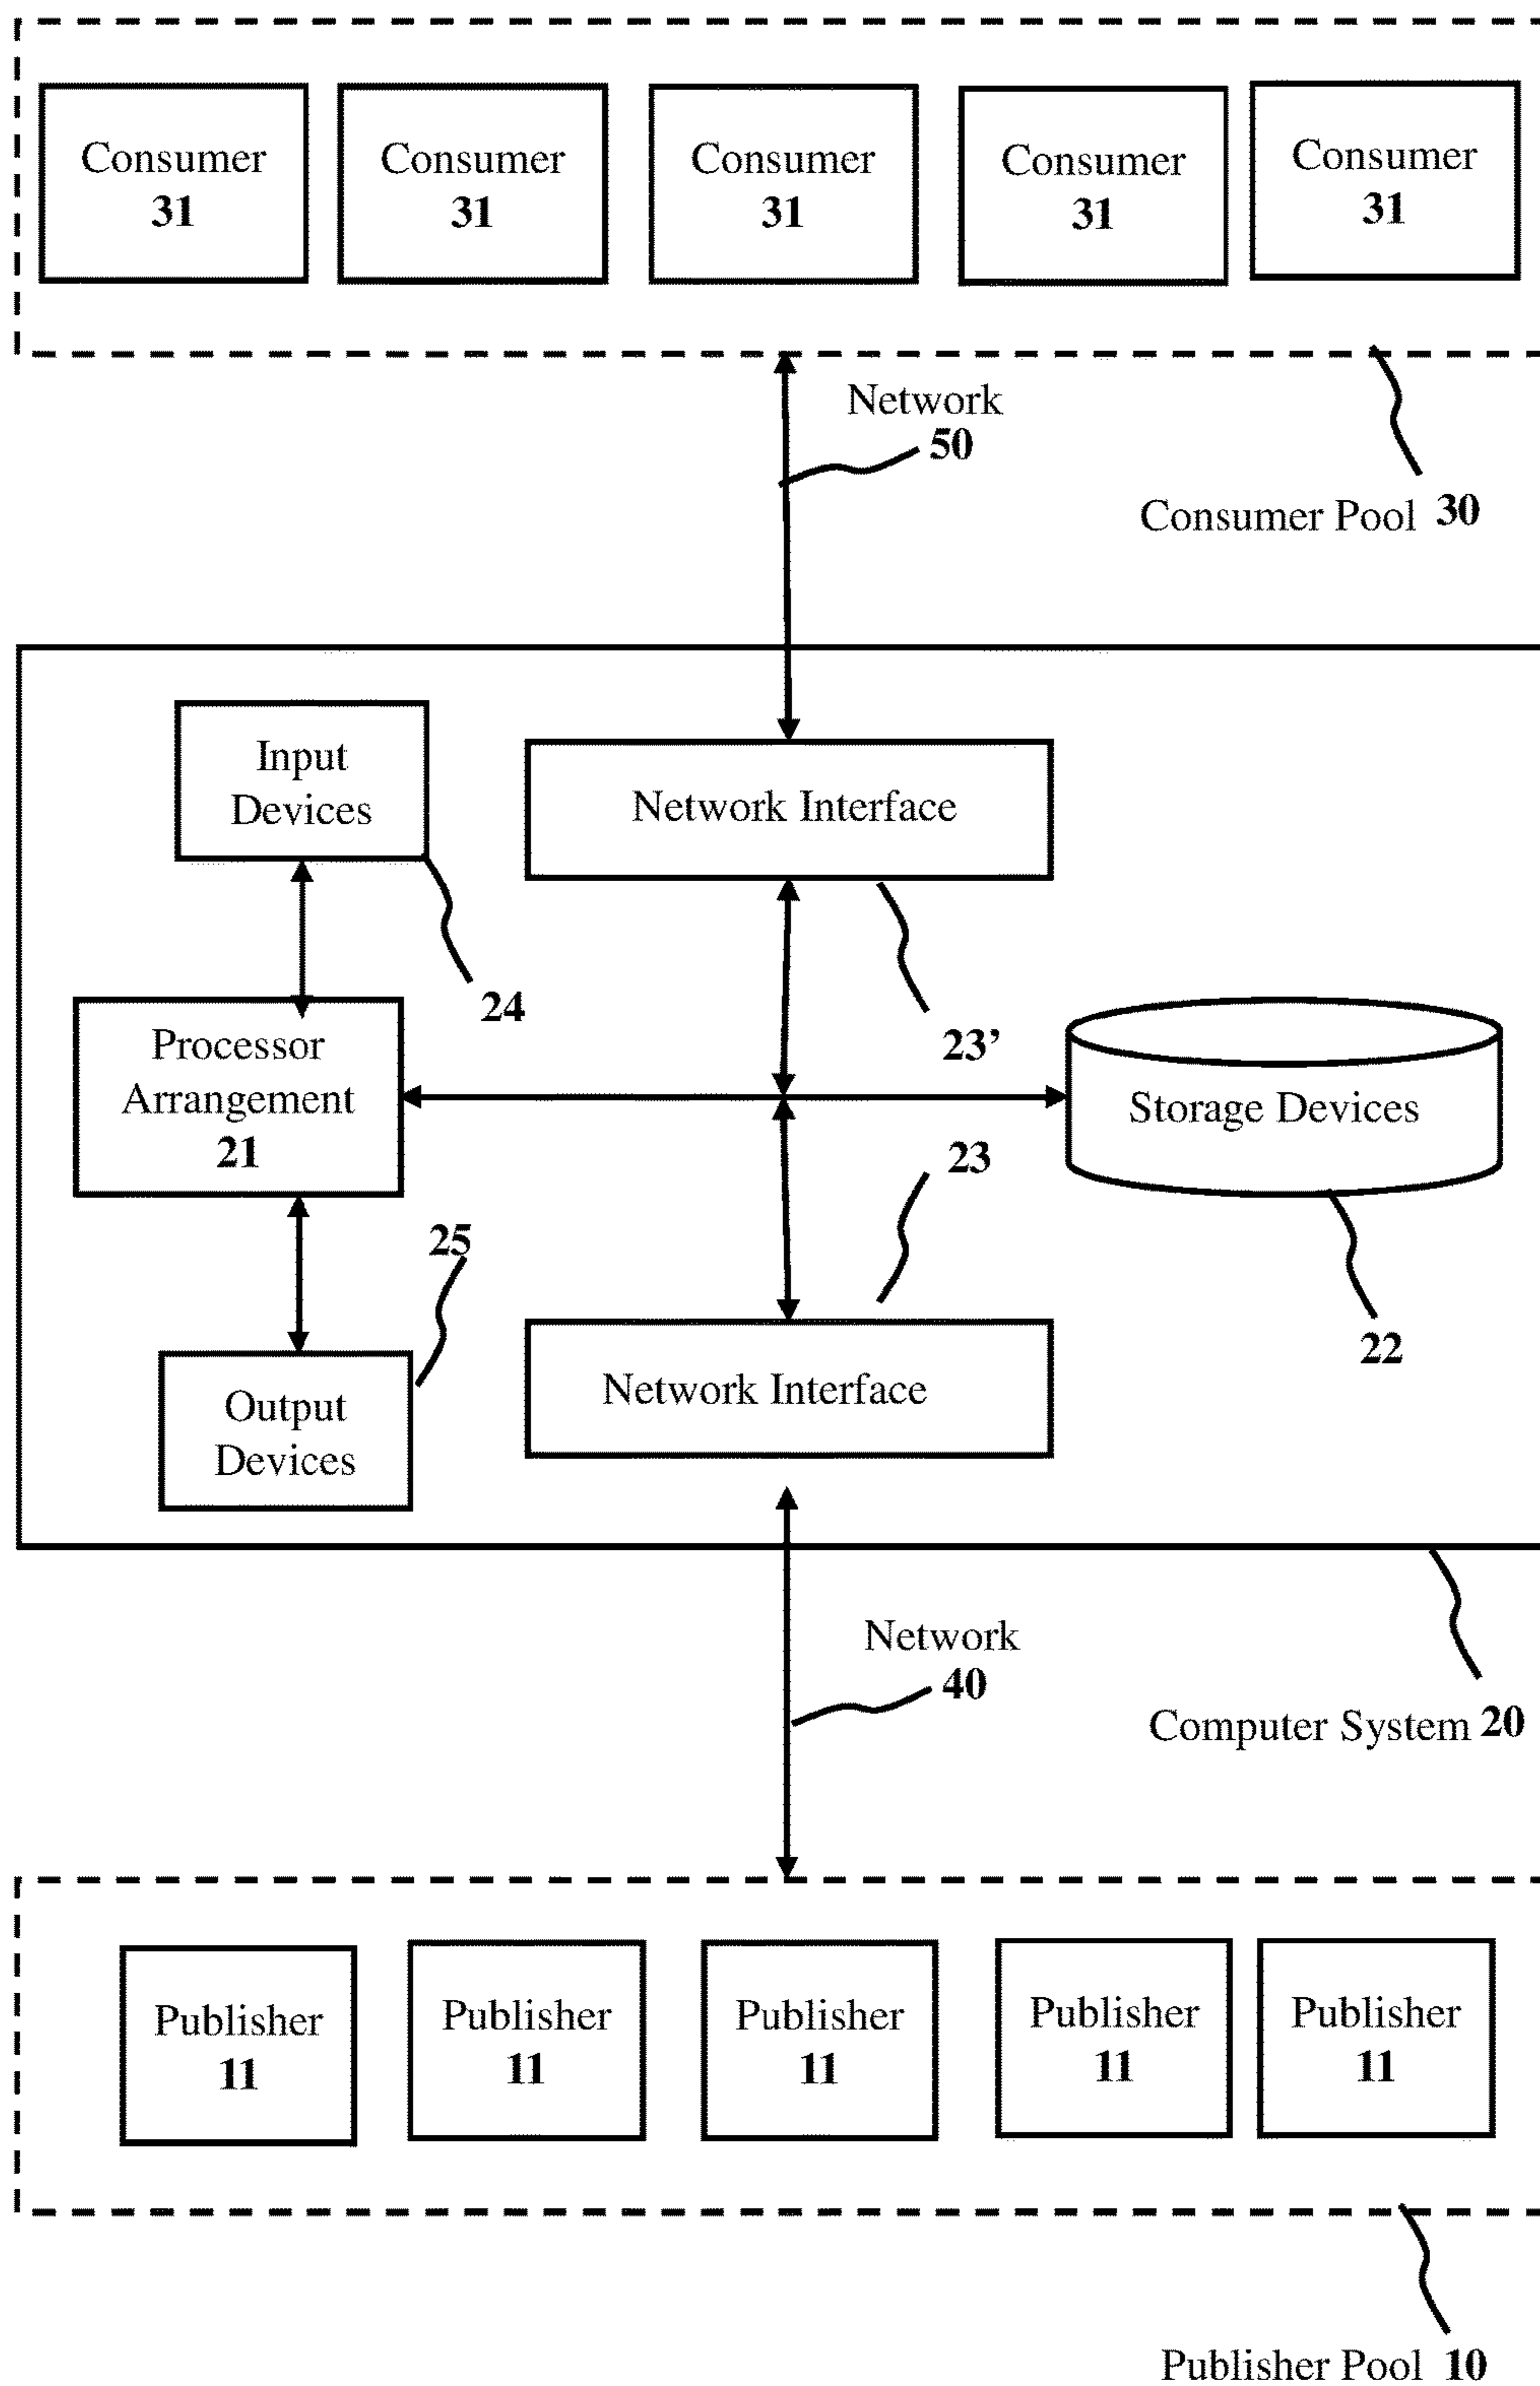 Consumer
31
Consumer
31
Consumer
31
Consumer
31
Consumer
31
Network
50
Consumer Pool 30
Input
Devices
Network Interface
24
23’
Processor
Arrangement
21
Storage Devices
23
25
22
Network Interface
Output
Devices
Network
40
Computer System 20
Publisher
11
Publisher
11
Publisher
11
Publisher
11
Publisher
11
Publisher Pool 10